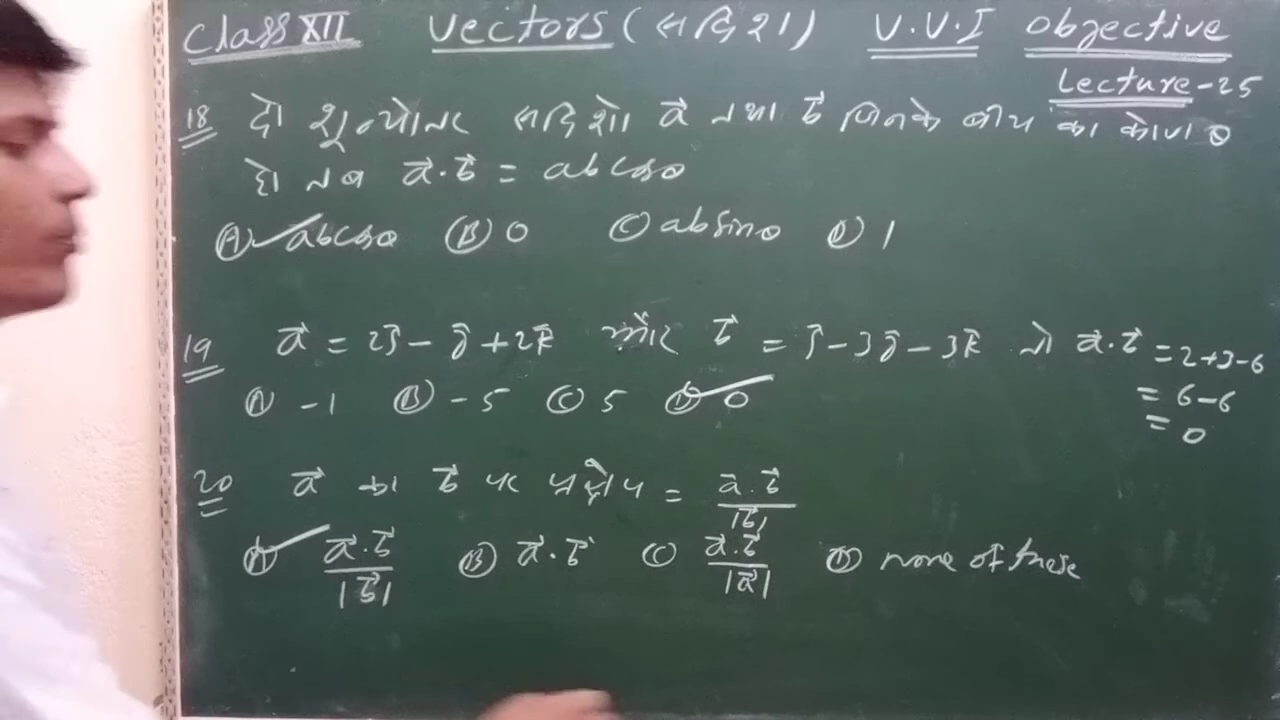 Class XII Vectors (सदिश) V.V.I Objective
Lecture-25
18 दो शून्येतर सदिशों a⃗ तथा b⃗ जिनके बीच का कोण θ
हो तब a⃗.b⃗ = abcosθ
Ⓐ abcosθ Ⓑ 0 Ⓒ absinθ Ⓓ 1
19 a⃗ = 2î - ĵ + 2k̂ और b⃗ = î - 3ĵ - 3k̂ तो a⃗.b⃗ = 2+3-6
= 6-6
= 0
Ⓐ -1 Ⓑ -5 Ⓒ 5 Ⓓ 0
20 a⃗ का b⃗ पर प्रक्षेप = a⃗.b⃗/|b⃗|
Ⓐ a⃗.b⃗/|b⃗| Ⓑ a⃗.b⃗ Ⓒ a⃗.b⃗/|a⃗| Ⓓ none of these